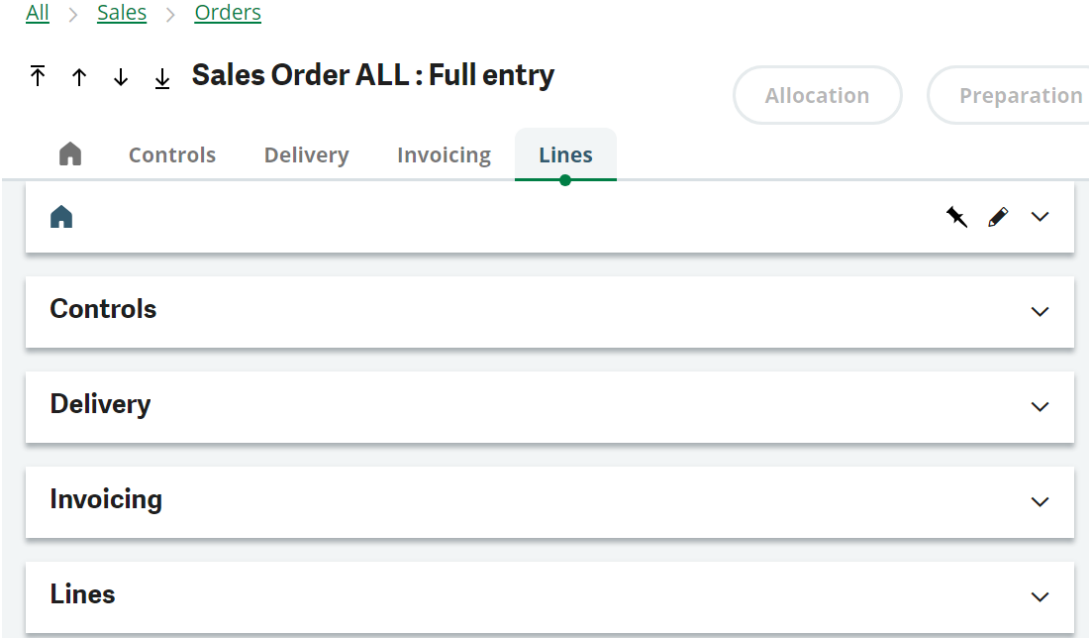 All > Sales > Orders
Sales Order ALL : Full entry
Allocation Preparation
Controls Delivery Invoicing Lines
Controls
Delivery
Invoicing
Lines